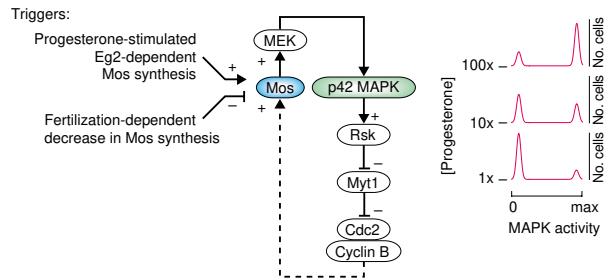 Triggers:
Progesterone-stimulated
Eg2-dependent
Mos synthesis
+
–
Fertilization-dependent
decrease in Mos synthesis
MEK
+
Mos
+
p42 MAPK
+
Rsk
–
Myt1
–
Cdc2
Cyclin B
[Progesterone]
100x
10x
1x
No. cells
No. cells
No. cells
0 max
MAPK activity